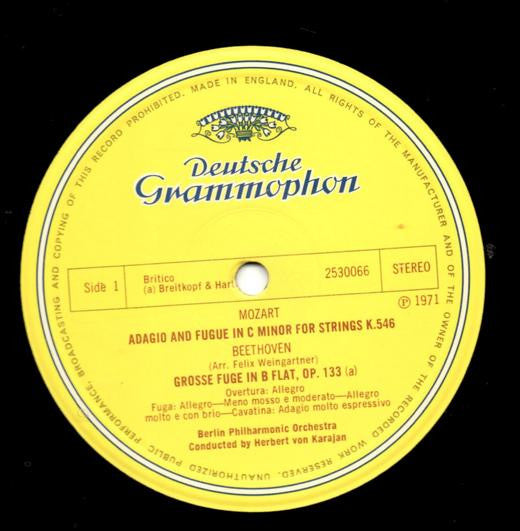 MADE IN ENGLAND. ALL RIGHTS OF THE MANUFACTURER AND OF THE OWNER OF THE RECORDED WORK RESERVED. UNAUTHORIZED PUBLIC PERFORMANCE, BROADCASTING AND COPYING OF THIS RECORD PROHIBITED.
Deutsche
Grammophon
Side 1
Britico
(a) Breitkopf & Hart
2530066
STEREO
Ⓟ 1971
MOZART
ADAGIO AND FUGUE IN C MINOR FOR STRINGS K.546
BEETHOVEN
(Arr. Felix Weingartner)
GROSSE FUGE IN B FLAT, OP. 133 (a)
Overtura: Allegro
Fuga: Allegro—Meno mosso e moderato—Allegro
molto e con brio—Cavatina: Adagio molto espressivo
Berlin Philharmonic Orchestra
Conducted by Herbert von Karajan